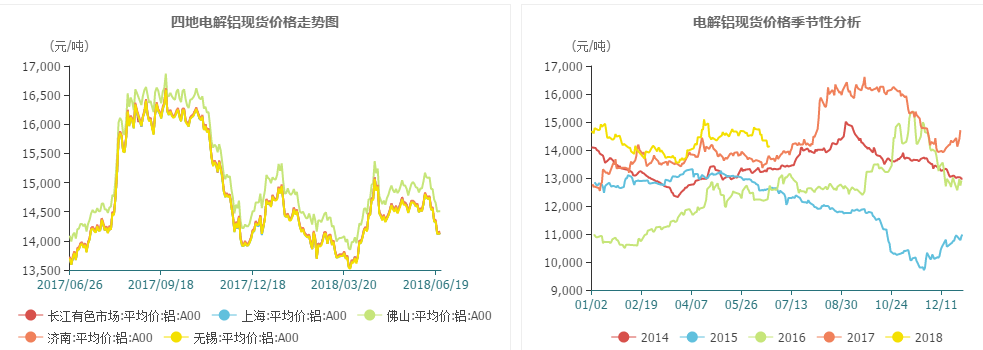 四地电解铝现货价格走势图
(元/吨)
17,000
16,500
16,000
15,500
15,000
14,500
14,000
13,500
2017/06/26 2017/09/18 2017/12/18 2018/03/20 2018/06/19
长江有色市场:平均价:铝:A00 上海:平均价:铝:A00 佛山:平均价:铝:A00
济南:平均价:铝:A00 无锡:平均价:铝:A00
电解铝现货价格季节性分析
(元/吨)
17,000
16,000
15,000
14,000
13,000
12,000
11,000
10,000
9,000
01/02 02/19 04/07 05/26 07/13 08/30 10/24 12/11
2014 2015 2016 2017 2018